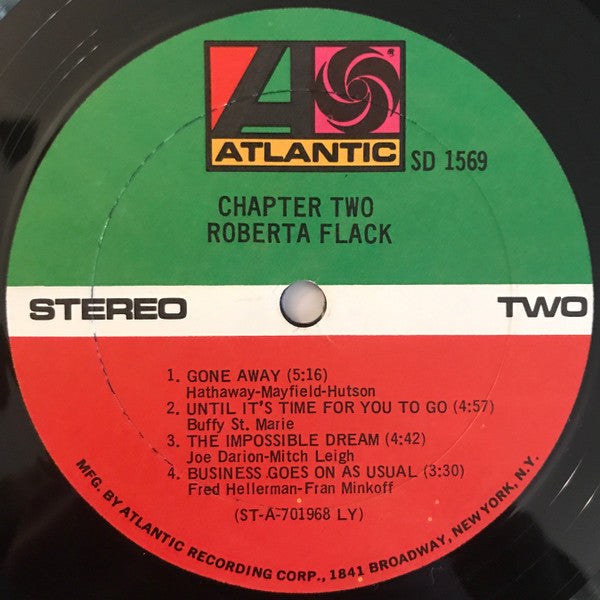 ATLANTIC
SD 1569
CHAPTER TWO
ROBERTA FLACK
STEREO
TWO
1. GONE AWAY (5:16)
Hathaway-Mayfield-Hutson
2. UNTIL IT'S TIME FOR YOU TO GO (4:57)
Buffy St. Marie
3. THE IMPOSSIBLE DREAM (4:42)
Joe Darion-Mitch Leigh
4. BUSINESS GOES ON AS USUAL (3:30)
Fred Hellerman-Fran Minkoff
(ST-A-701968 LY)
MFG. BY ATLANTIC RECORDING CORP., 1841 BROADWAY, NEW YORK, N.Y.